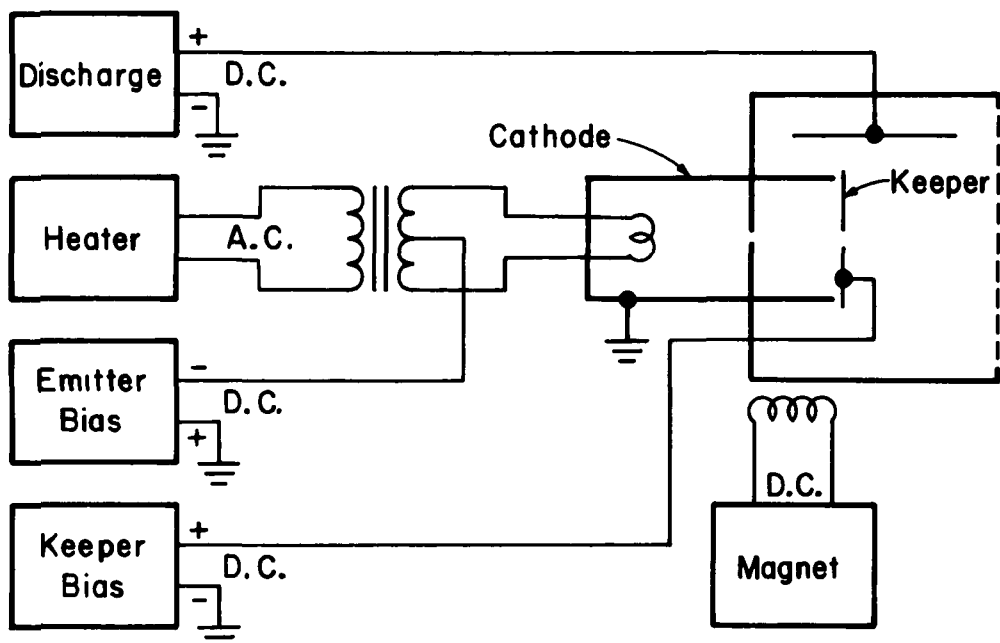 +
Discharge
D.C.
-
Cathode
Keeper
Heater
A.C.
Emitter
Bias
-
D.C.
+
D.C.
Keeper
Bias
+
D.C.
-
Magnet